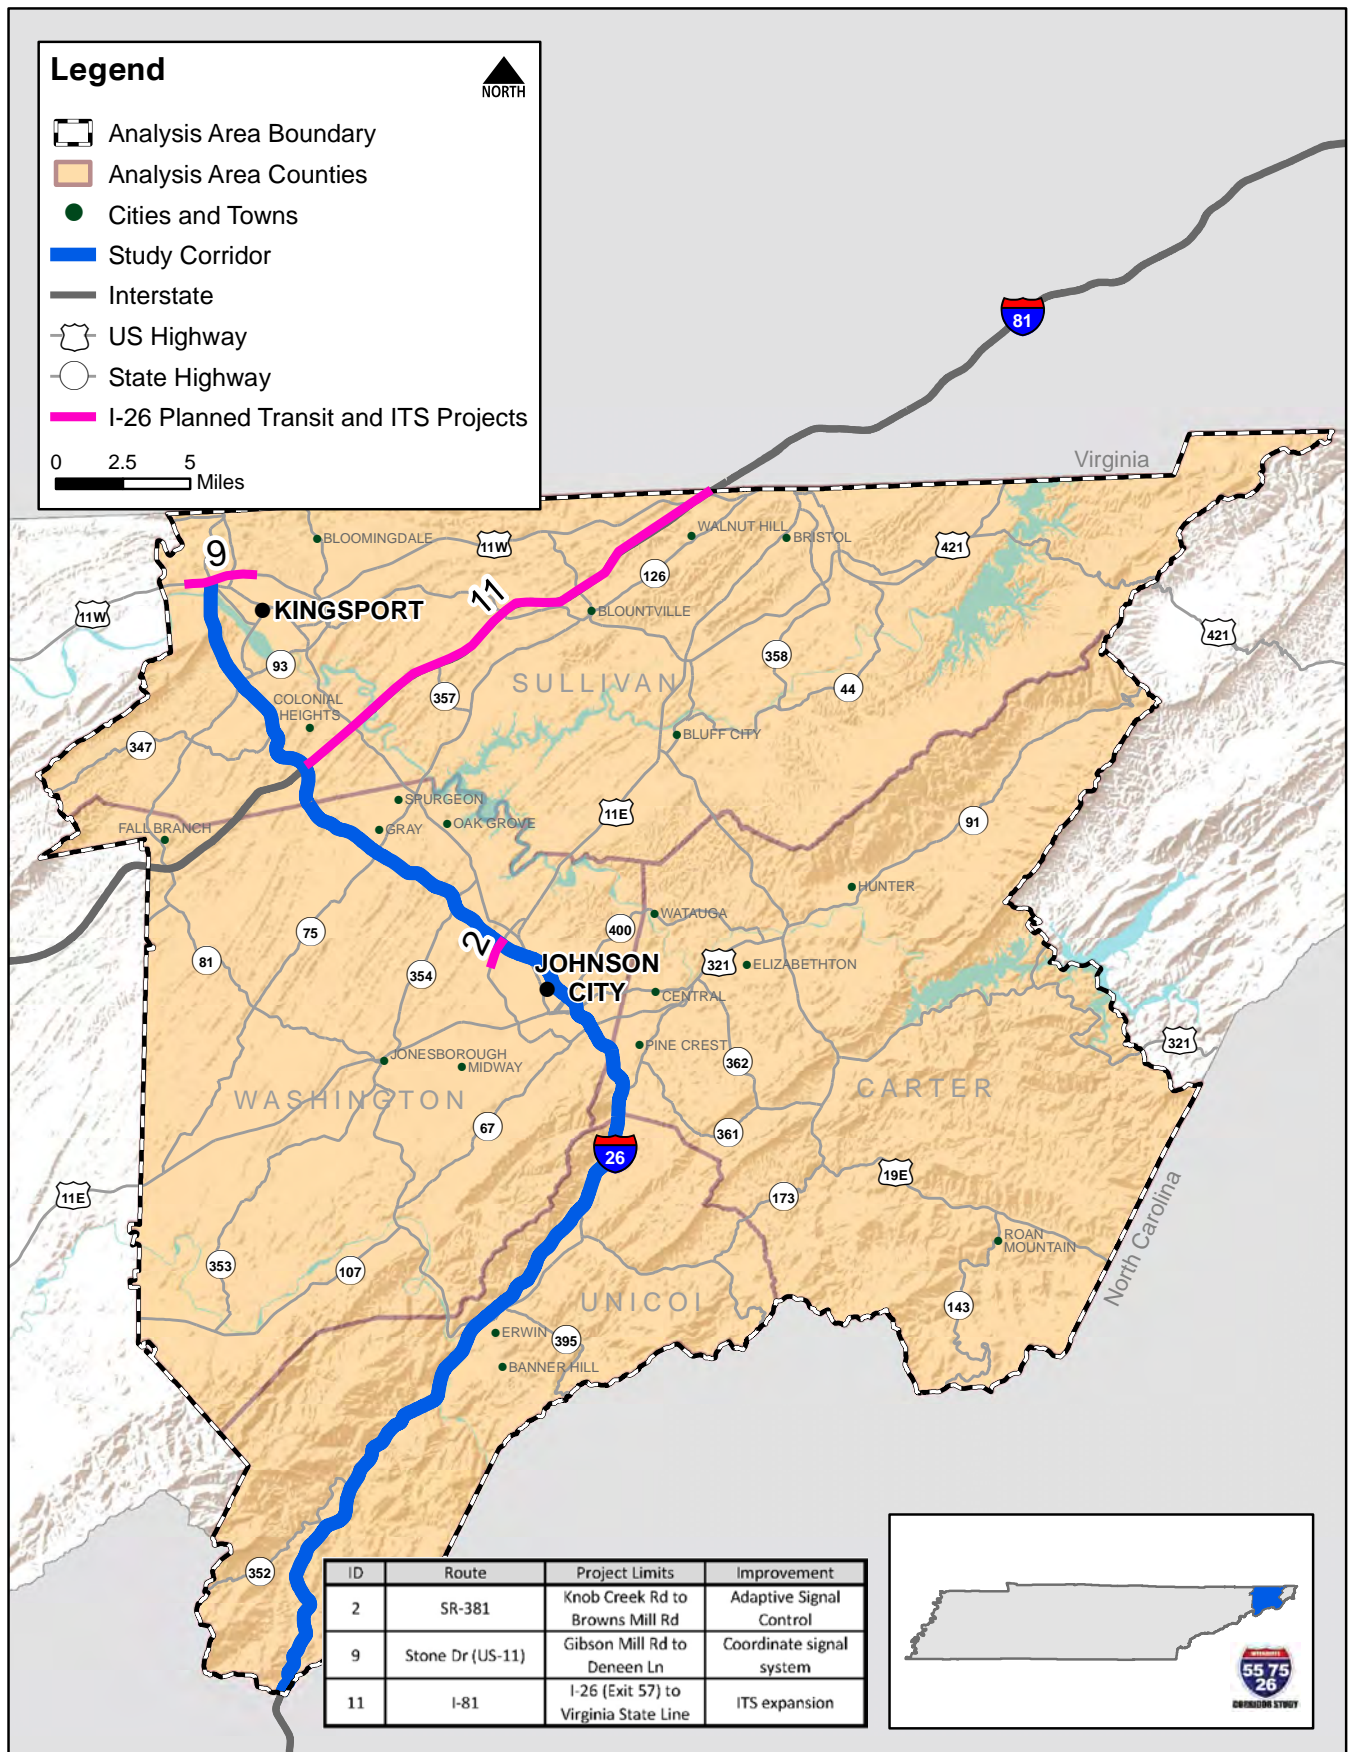 Legend
NORTH
Analysis Area Boundary
Analysis Area Counties
Cities and Towns
Study Corridor
Interstate
US Highway
State Highway
I-26 Planned Transit and ITS Projects
0 2.5 5
Miles
81
Virginia
9
BLOOMINGDALE
11W
WALNUT HILL
BRISTOL
421
126
11W
KINGSPORT
11
BLOUNTVILLE
421
93
358
357
SULLIVAN
44
COLONIAL
HEIGHTS
347
BLUFF CITY
SPURGEON
11E
FALL BRANCH
GRAY
OAK GROVE
91
HUNTER
75
WATAUGA
400
2
81
354
JOHNSON
CITY
321
ELIZABETHTON
CENTRAL
321
JONESBOROUGH
MIDWAY
PINE CREST
362
WASHINGTON
CARTER
67
361
26
11E
19E
173
North Carolina
ROAN
MOUNTAIN
353
107
UNICOI
143
ERWIN
395
BANNER HILL
352
ID Route Project Limits Improvement
2 SR-381 Knob Creek Rd to Adaptive Signal
Browns Mill Rd Control
9 Stone Dr (US-11) Gibson Mill Rd to Coordinate signal
Deneen Ln system
11 I-81 I-26 (Exit 57) to ITS expansion
Virginia State Line
INTERSTATES
55 75
26
CORRIDOR STUDY